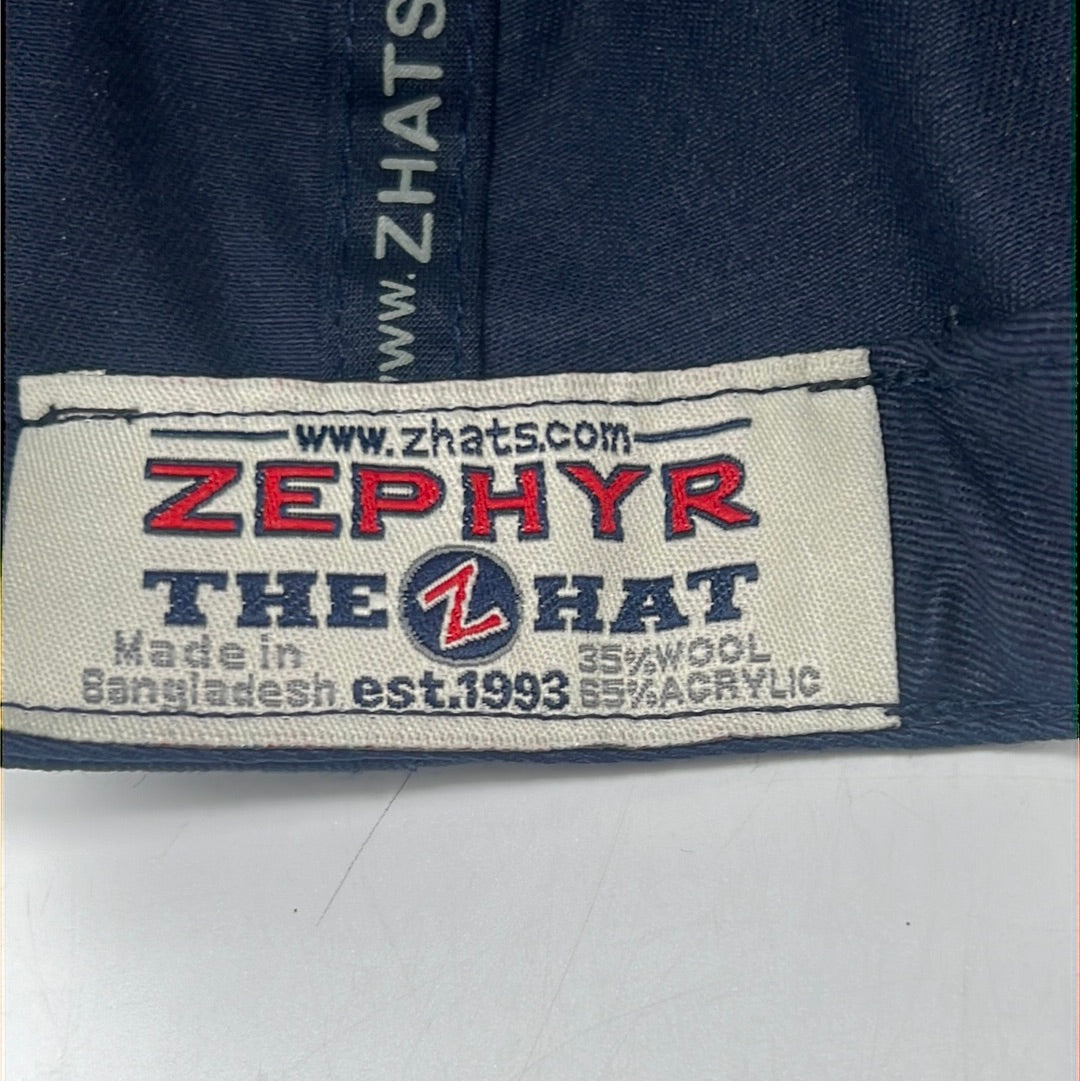 www.ZHATS
www.zhats.com
ZEPHYR
THE Z HAT
Made in
Bangladesh
est.1993
35%WOOL
65%ACRYLIC